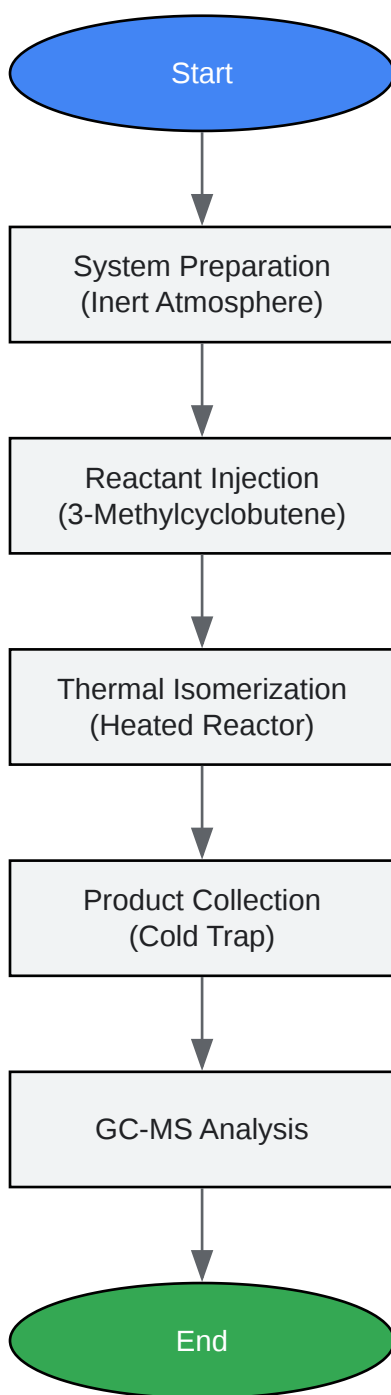 Start
System Preparation
(Inert Atmosphere)
Reactant Injection
(3-Methylcyclobutene)
Thermal Isomerization
(Heated Reactor)
Product Collection
(Cold Trap)
GC-MS Analysis
End